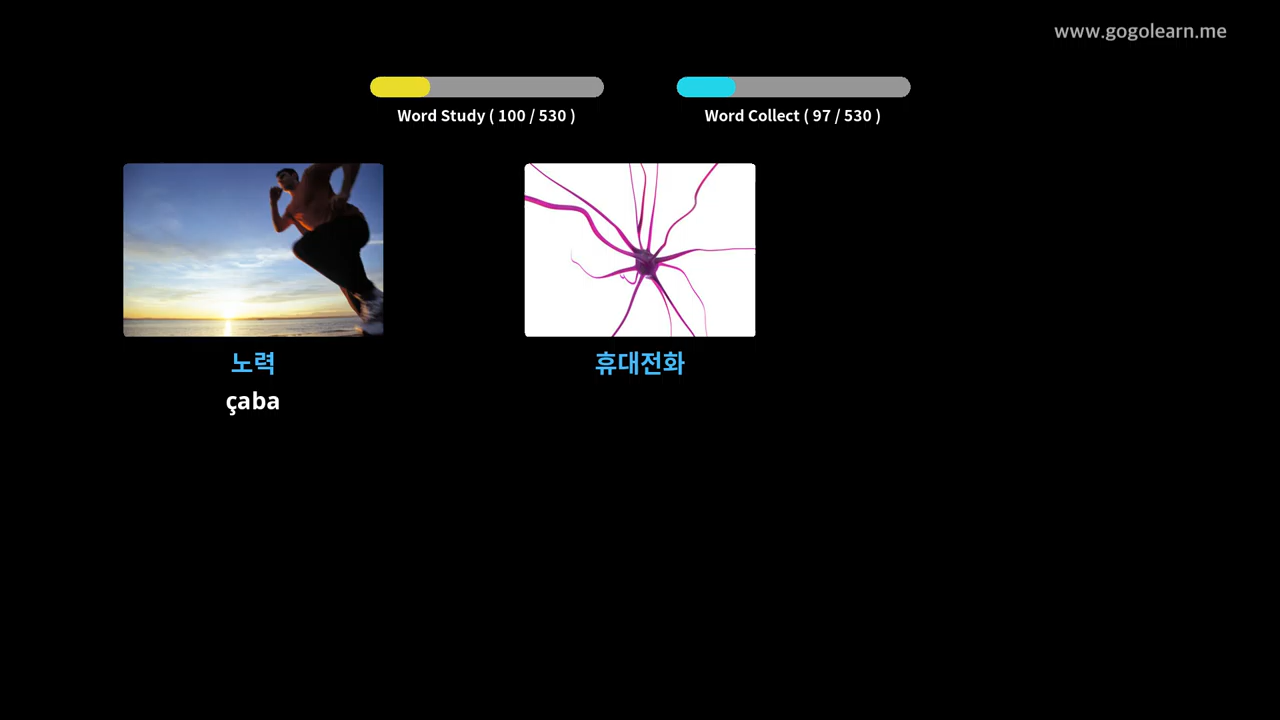 www.gogolearn.me
Word Study ( 100 / 530 )
Word Collect ( 97 / 530 )
노력
çaba
휴대전화